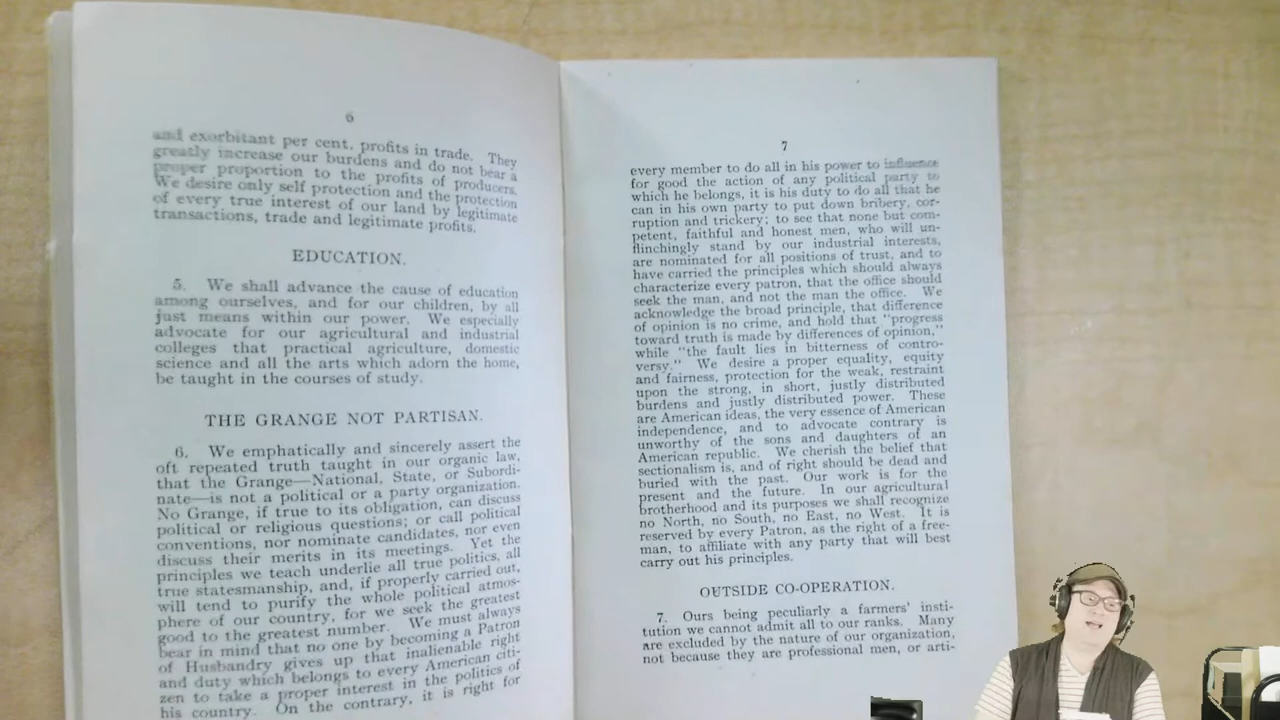 6
and exorbitant per cent. profits in trade. They
greatly increase our burdens and do not bear a
proper proportion to the profits of producers.
We desire only self protection and the protection
of every true interest of our land by legitimate
transactions, trade and legitimate profits.
EDUCATION.
5. We shall advance the cause of education
among ourselves, and for our children, by all
just means within our power. We especially
advocate for our agricultural and industrial
colleges that practical agriculture, domestic
science and all the arts which adorn the home,
be taught in the courses of study.
THE GRANGE NOT PARTISAN.
6. We emphatically and sincerely assert the
oft repeated truth taught in our organic law,
that the Grange—National, State, or Subordi-
nate—is not a political or a party organization.
No Grange, if true to its obligation, can discuss
political or religious questions; or call political
conventions, nor nominate candidates, nor even
discuss their merits in its meetings. Yet the
principles we teach underlie all true politics, all
true statesmanship, and, if properly carried out,
will tend to purify the whole political atmos-
phere of our country, for we seek the greatest
good to the greatest number. We must always
bear in mind that no one by becoming a Patron
of Husbandry gives up that inalienable right
and duty which belongs to every American citi-
zen to take a proper interest in the politics of
his country. On the contrary, it is right for
7
every member to do all in his power to influence
for good the action of any political party to
which he belongs, it is his duty to do all that he
can in his own party to put down bribery, cor-
ruption and trickery; to see that none but com-
petent, faithful and honest men, who will un-
flinchingly stand by our industrial interests,
are nominated for all positions of trust, and to
have carried the principles which should always
characterize every patron, that the office should
seek the man, and not the man the office. We
acknowledge the broad principle, that difference
of opinion is no crime, and hold that "progress
toward truth is made by differences of opinion,"
while "the fault lies in bitterness of contro-
versy." We desire a proper equality, equity
and fairness, protection for the weak, restraint
upon the strong, in short, justly distributed
burdens and justly distributed power. These
are American ideas, the very essence of American
independence, and to advocate contrary is
unworthy of the sons and daughters of an
American republic. We cherish the belief that
sectionalism is, and of right should be dead and
buried with the past. Our work is for the
present and the future. In our agricultural
brotherhood and its purposes we shall recognize
no North, no South, no East, no West. It is
reserved by every Patron, as the right of a free-
man, to affiliate with any party that will best
carry out his principles.
OUTSIDE CO-OPERATION.
7. Ours being peculiarly a farmers' insti-
tution we cannot admit all to our ranks. Many
are excluded by the nature of our organization,
not because they are professional men, or arti-